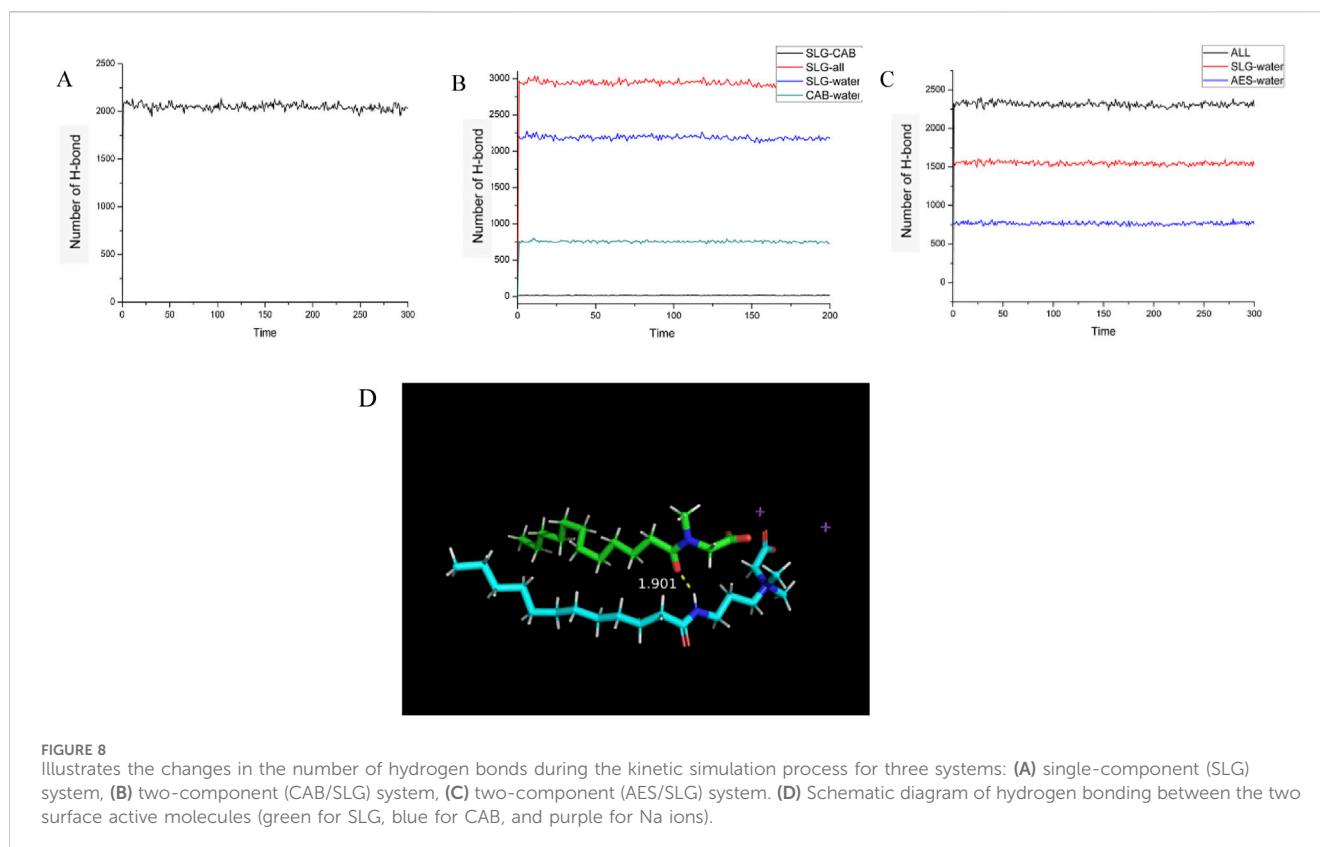 A
Number of H-bond
2500
2000
1500
1000
500
0
0 50 100 150 200 250 300
Time
B
SLG-CAB
SLG-all
SLG-water
CAB-water
Number of H-bond
3000
2500
2000
1500
1000
500
0
0 50 100 150 200
Time
C
ALL
SLG-water
AES-water
Number of H-bond
2500
2000
1500
1000
500
0
0 50 100 150 200 250 300
Time
D
1.901
FIGURE 8
Illustrates the changes in the number of hydrogen bonds during the kinetic simulation process for three systems: (A) single-component (SLG)
system, (B) two-component (CAB/SLG) system, (C) two-component (AES/SLG) system. (D) Schematic diagram of hydrogen bonding between the two
surface active molecules (green for SLG, blue for CAB, and purple for Na ions).